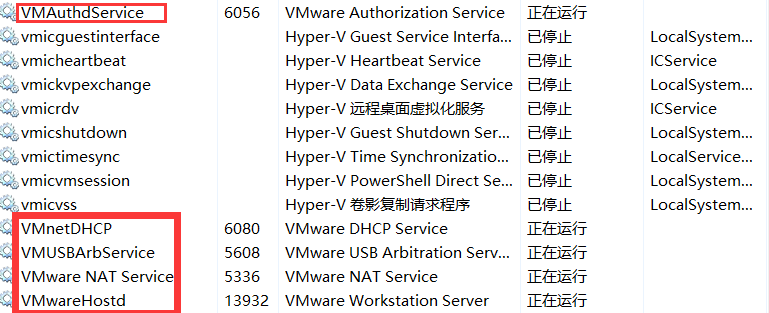 VMAuthdService 6056 VMware Authorization Service 正在运行
vmicguestinterface Hyper-V Guest Service Interfa... 已停止 LocalSystem...
vmicheartbeat Hyper-V Heartbeat Service 已停止 ICService
vmickvpexchange Hyper-V Data Exchange Service 已停止 LocalSystem...
vmicrdv Hyper-V 远程桌面虚拟化服务 已停止 ICService
vmicshutdown Hyper-V Guest Shutdown Ser... 已停止 LocalSystem...
vmictimesync Hyper-V Time Synchronization... 已停止 LocalService...
vmicvmsession Hyper-V PowerShell Direct Se... 已停止 LocalSystem...
vmicvss Hyper-V 卷影复制请求程序 已停止 LocalSystem...
VMnetDHCP 6080 VMware DHCP Service 正在运行
VMUSBArbService 5608 VMware USB Arbitration Serv... 正在运行
VMware NAT Service 5336 VMware NAT Service 正在运行
VMwareHostd 13932 VMware Workstation Server 正在运行